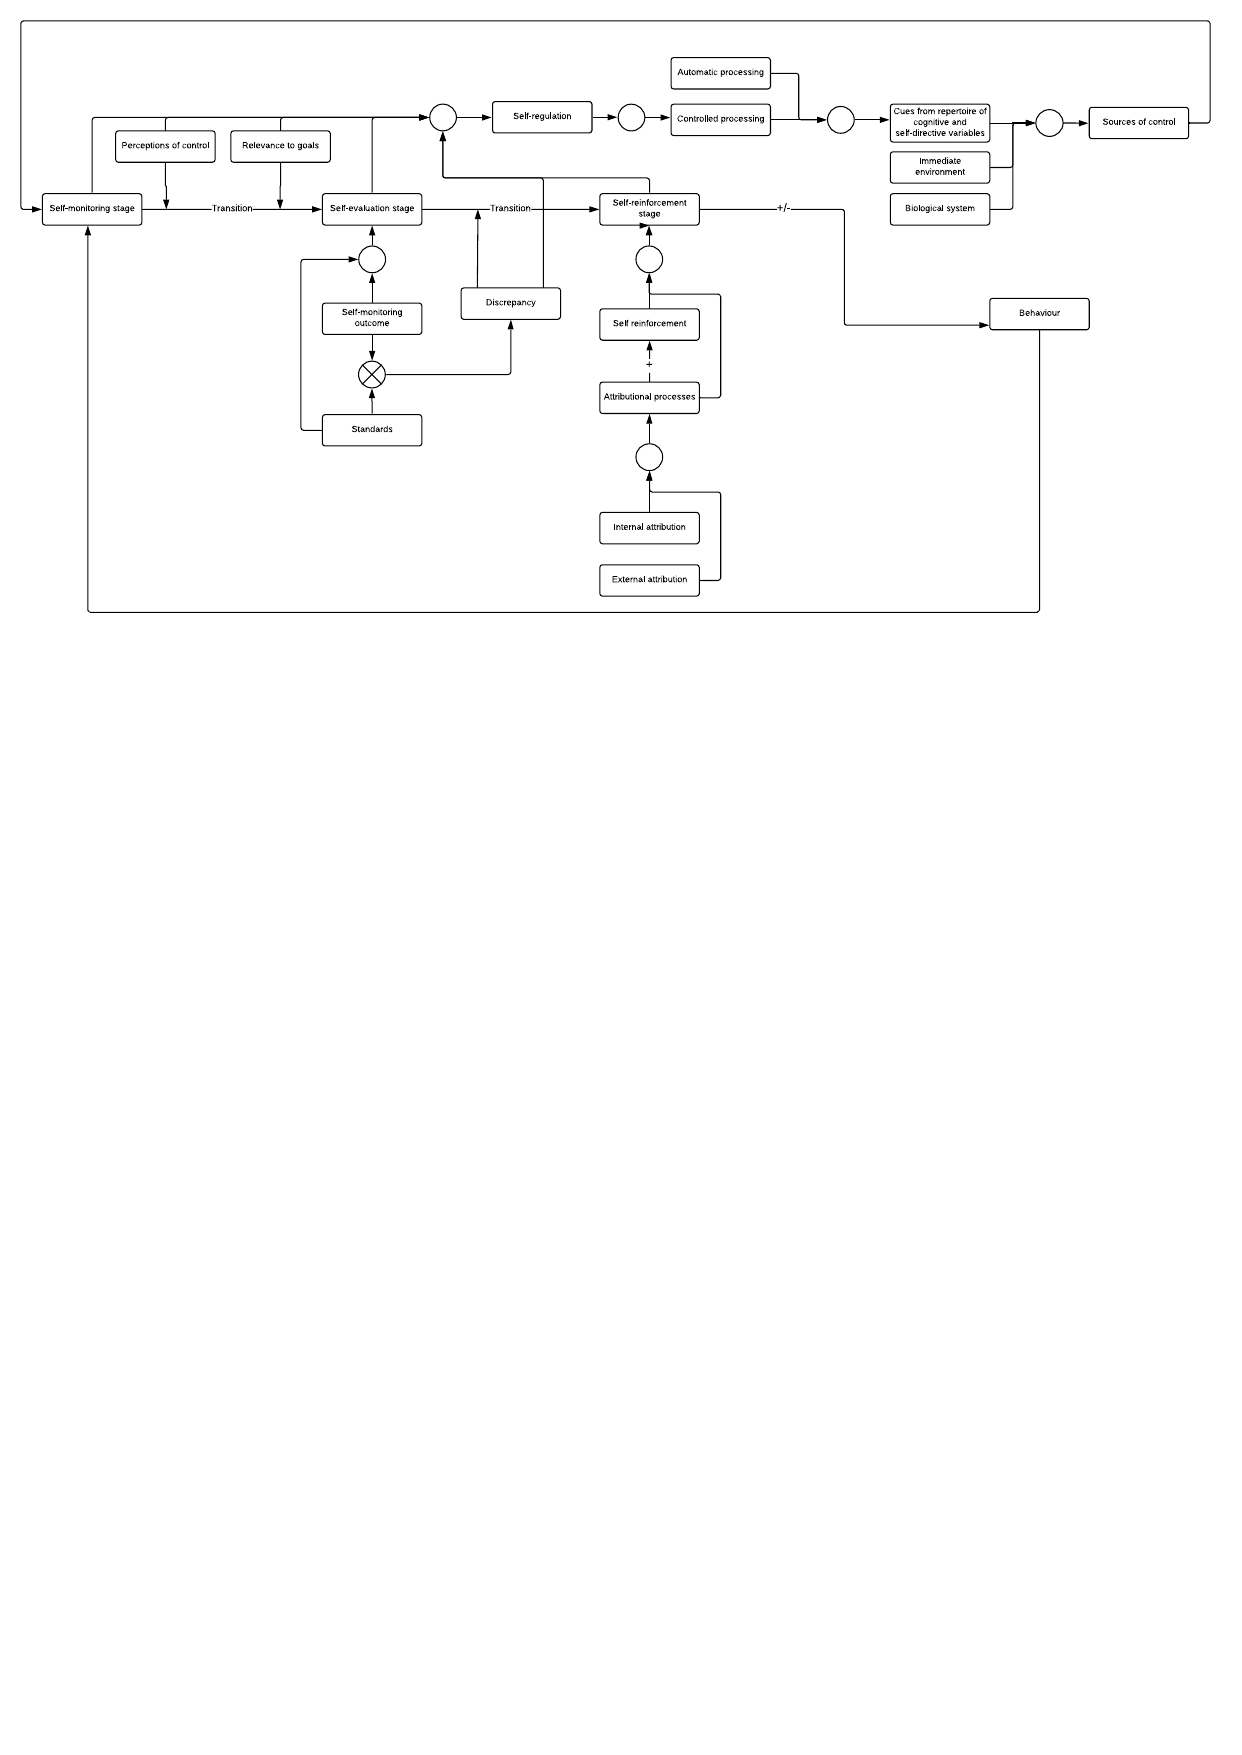 Automatic processing
Self-regulation
Controlled processing
Cues from repertoire of
cognitive and
self-directive variables
Sources of control
Perceptions of control
Relevance to goals
Immediate
environment
Self-monitoring stage
Transition
Self-evaluation stage
Transition
Self-reinforcement
stage
+/-
Biological system
Self-monitoring
outcome
Discrepancy
Self reinforcement
Behaviour
+
Attributional processes
Standards
Internal attribution
External attribution